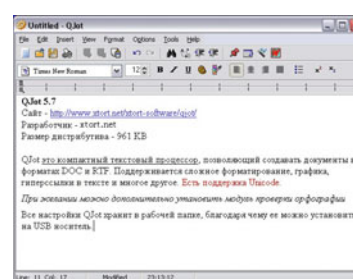 Untitled - QJot
File Edit Insert View Format Options Tools Help
Times New Roman 12 B / U
QJot 5.7
Сайт - http://www.xtort.net/xtort-software/qjot/
Разработчик - xtort.net
Размер дистрибутива - 961 KB
QJot это компактный текстовый процессор, позволяющий создавать документы в
форматах DOC и RTF. Поддерживается сложное форматирование, графика,
гиперссылки в тексте и многое другое. Есть поддержка Unicode.
При желании можно дополнительно установить модуль проверки орфографии
Все настройки QJot хранит в рабочей папке, благодаря чему ее можно установить
на USB носитель.
Line: 11 Col: 17 Modified 23:13:12